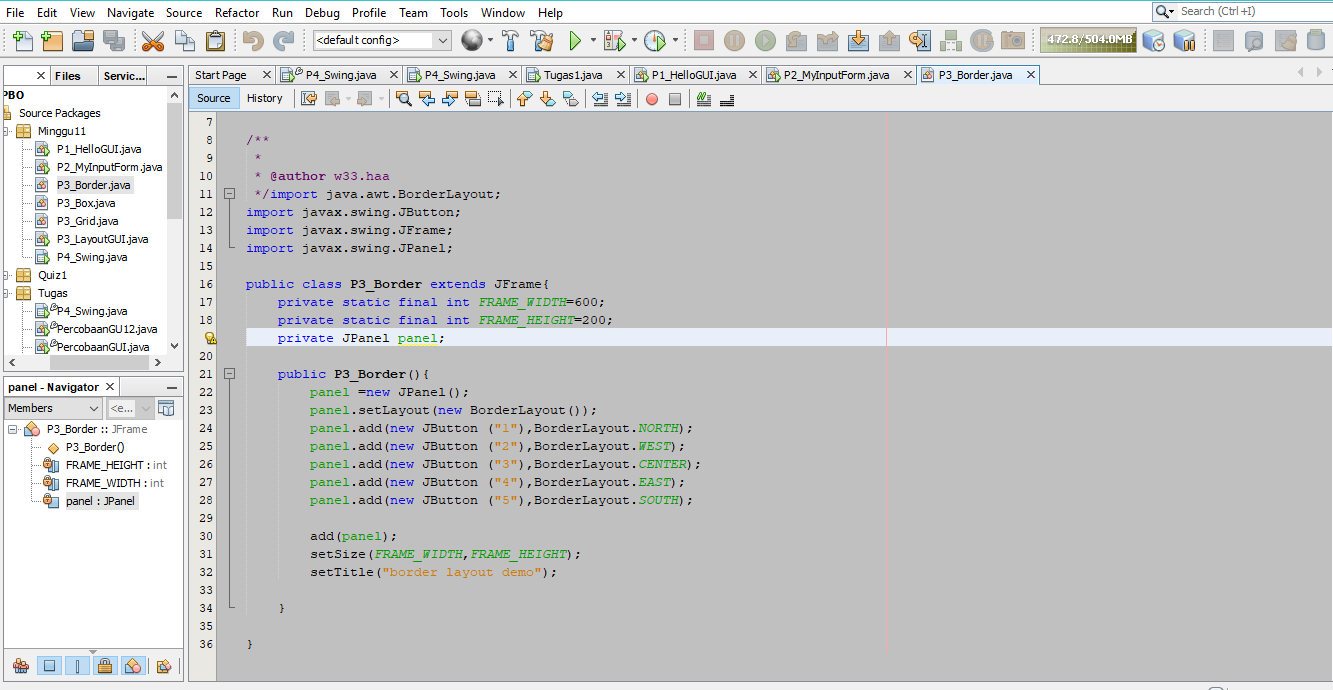 File Edit View Navigate Source Refactor Run Debug Profile Team Tools Window Help
Search (Ctrl+I)
<default config>
472.8/504.0MB
Files Servic...
Start Page P4_Swing.java P4_Swing.java Tugas1.java P1_HelloGUI.java P2_MyInputForm.java P3_Border.java
Source History
PBO
Source Packages
Minggu11
P1_HelloGUI.java
P2_MyInputForm.java
P3_Border.java
P3_Box.java
P3_Grid.java
P3_LayoutGUI.java
P4_Swing.java
Quiz1
Tugas
P4_Swing.java
PercobaanGU12.java
PercobaanGUI.java
panel - Navigator
Members
<e...
P3_Border :: JFrame
P3_Border()
FRAME_HEIGHT : int
FRAME_WIDTH : int
panel : JPanel
7
8 /**
9 *
10 * @author w33.haa
11 */import java.awt.BorderLayout;
12 import javax.swing.JButton;
13 import javax.swing.JFrame;
14 import javax.swing.JPanel;
15
16 public class P3_Border extends JFrame{
17 private static final int FRAME_WIDTH=600;
18 private static final int FRAME_HEIGHT=200;
private JPanel panel;
20
21 public P3_Border(){
22 panel =new JPanel();
23 panel.setLayout(new BorderLayout());
24 panel.add(new JButton ("1"),BorderLayout.NORTH);
25 panel.add(new JButton ("2"),BorderLayout.WEST);
26 panel.add(new JButton ("3"),BorderLayout.CENTER);
27 panel.add(new JButton ("4"),BorderLayout.EAST);
28 panel.add(new JButton ("5"),BorderLayout.SOUTH);
29
30 add(panel);
31 setSize(FRAME_WIDTH,FRAME_HEIGHT);
32 setTitle("border layout demo");
33
34 }
35
36 }